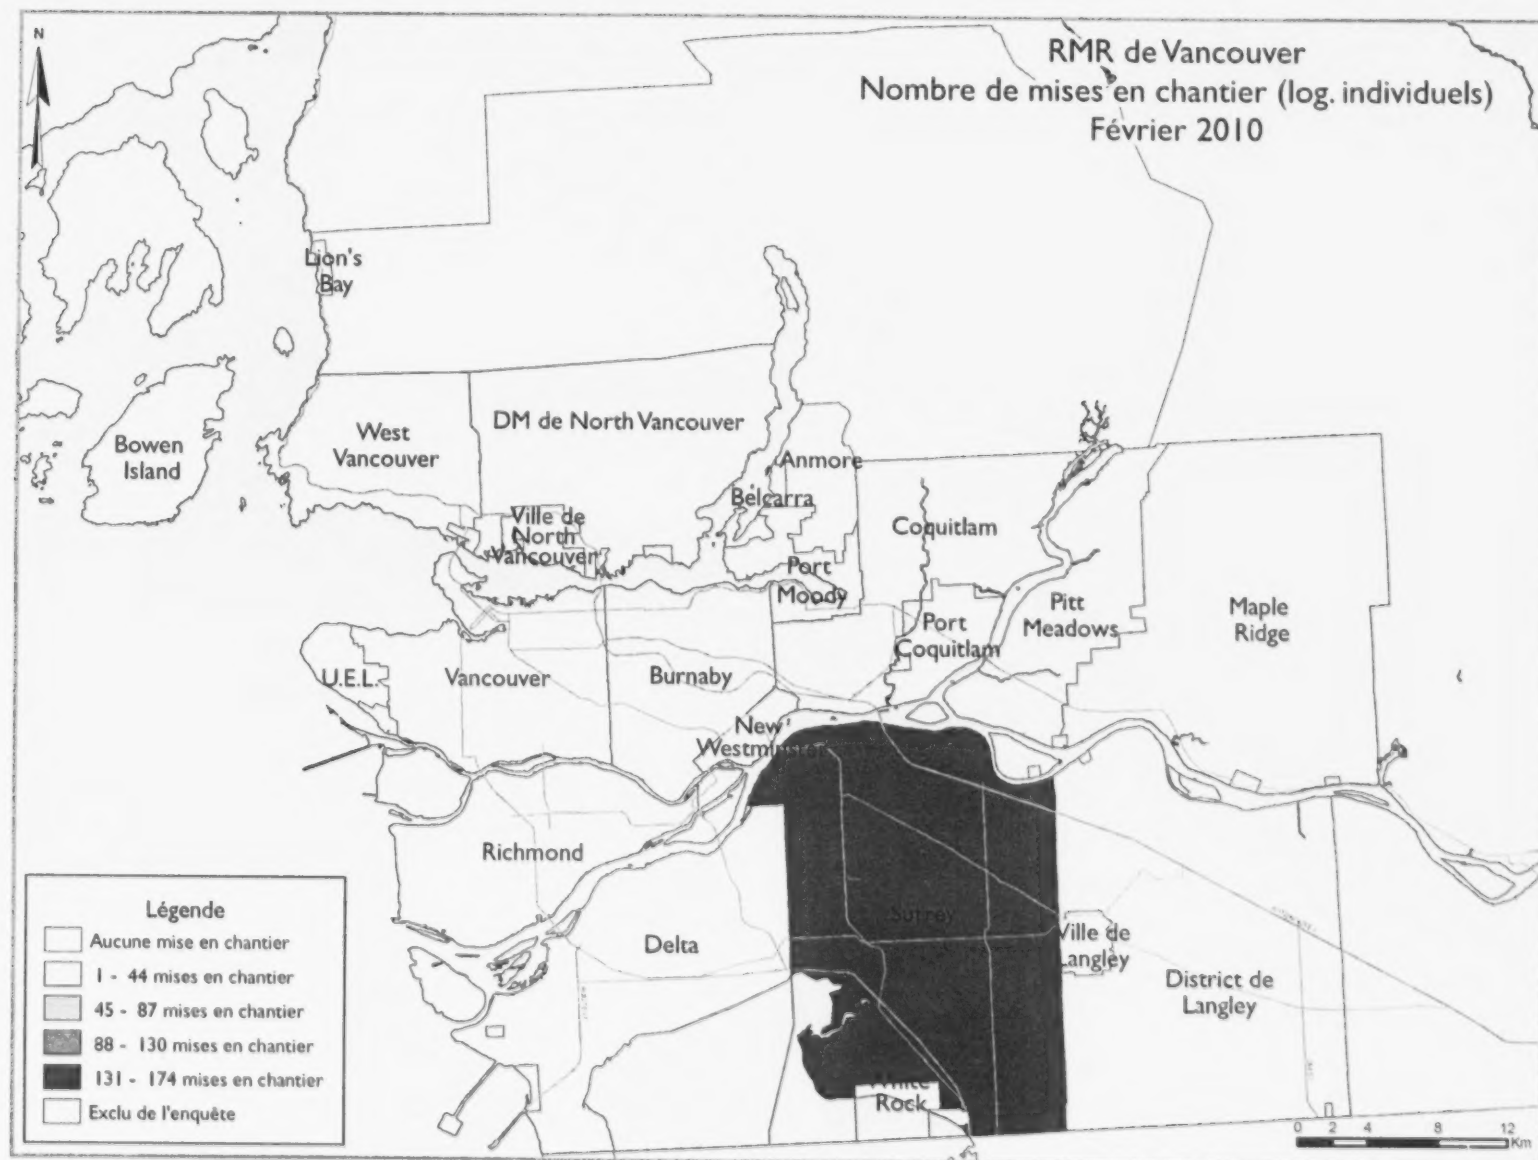 N
RMR de Vancouver
Nombre de mises en chantier (log. individuels)
Février 2010
Lion's
Bay
Bowen
Island
West
Vancouver
DM de North Vancouver
Anmore
Belcarra
Ville de
North
Vancouver
Coquitlam
Port
Moody
Port
Coquitlam
Pitt
Meadows
Maple
Ridge
U.E.L.
Vancouver
Burnaby
New
Westminster
Richmond
Surrey
Delta
Ville de
Langley
District de
Langley
White
Rock
Légende
Aucune mise en chantier
1 - 44 mises en chantier
45 - 87 mises en chantier
88 - 130 mises en chantier
131 - 174 mises en chantier
Exclu de l'enquête
0 2 4 8 12
Km